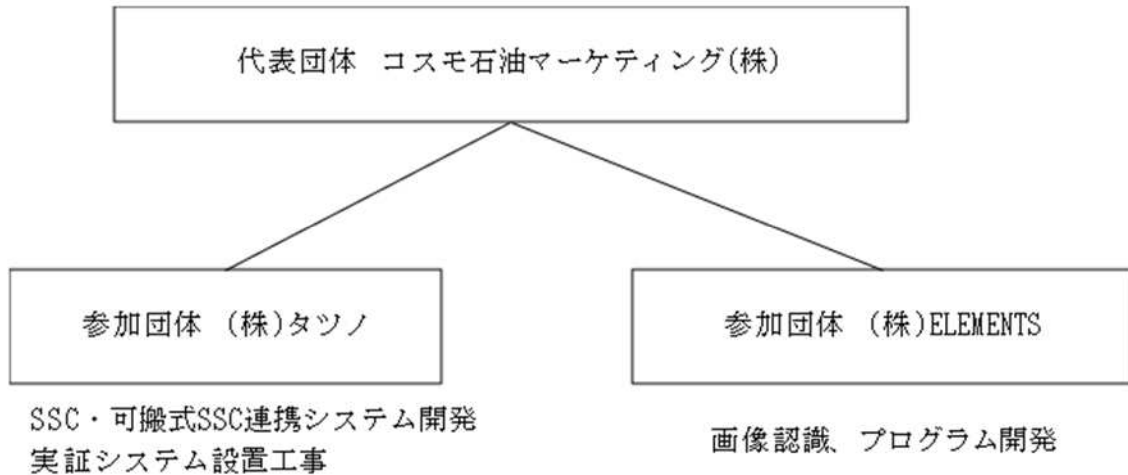 代表団体 コスモ石油マーケティング(株)
参加団体 (株)タツノ
SSC・可搬式SSC連携システム開発
実証システム設置工事
参加団体 (株)ELEMENTS
画像認識、プログラム開発